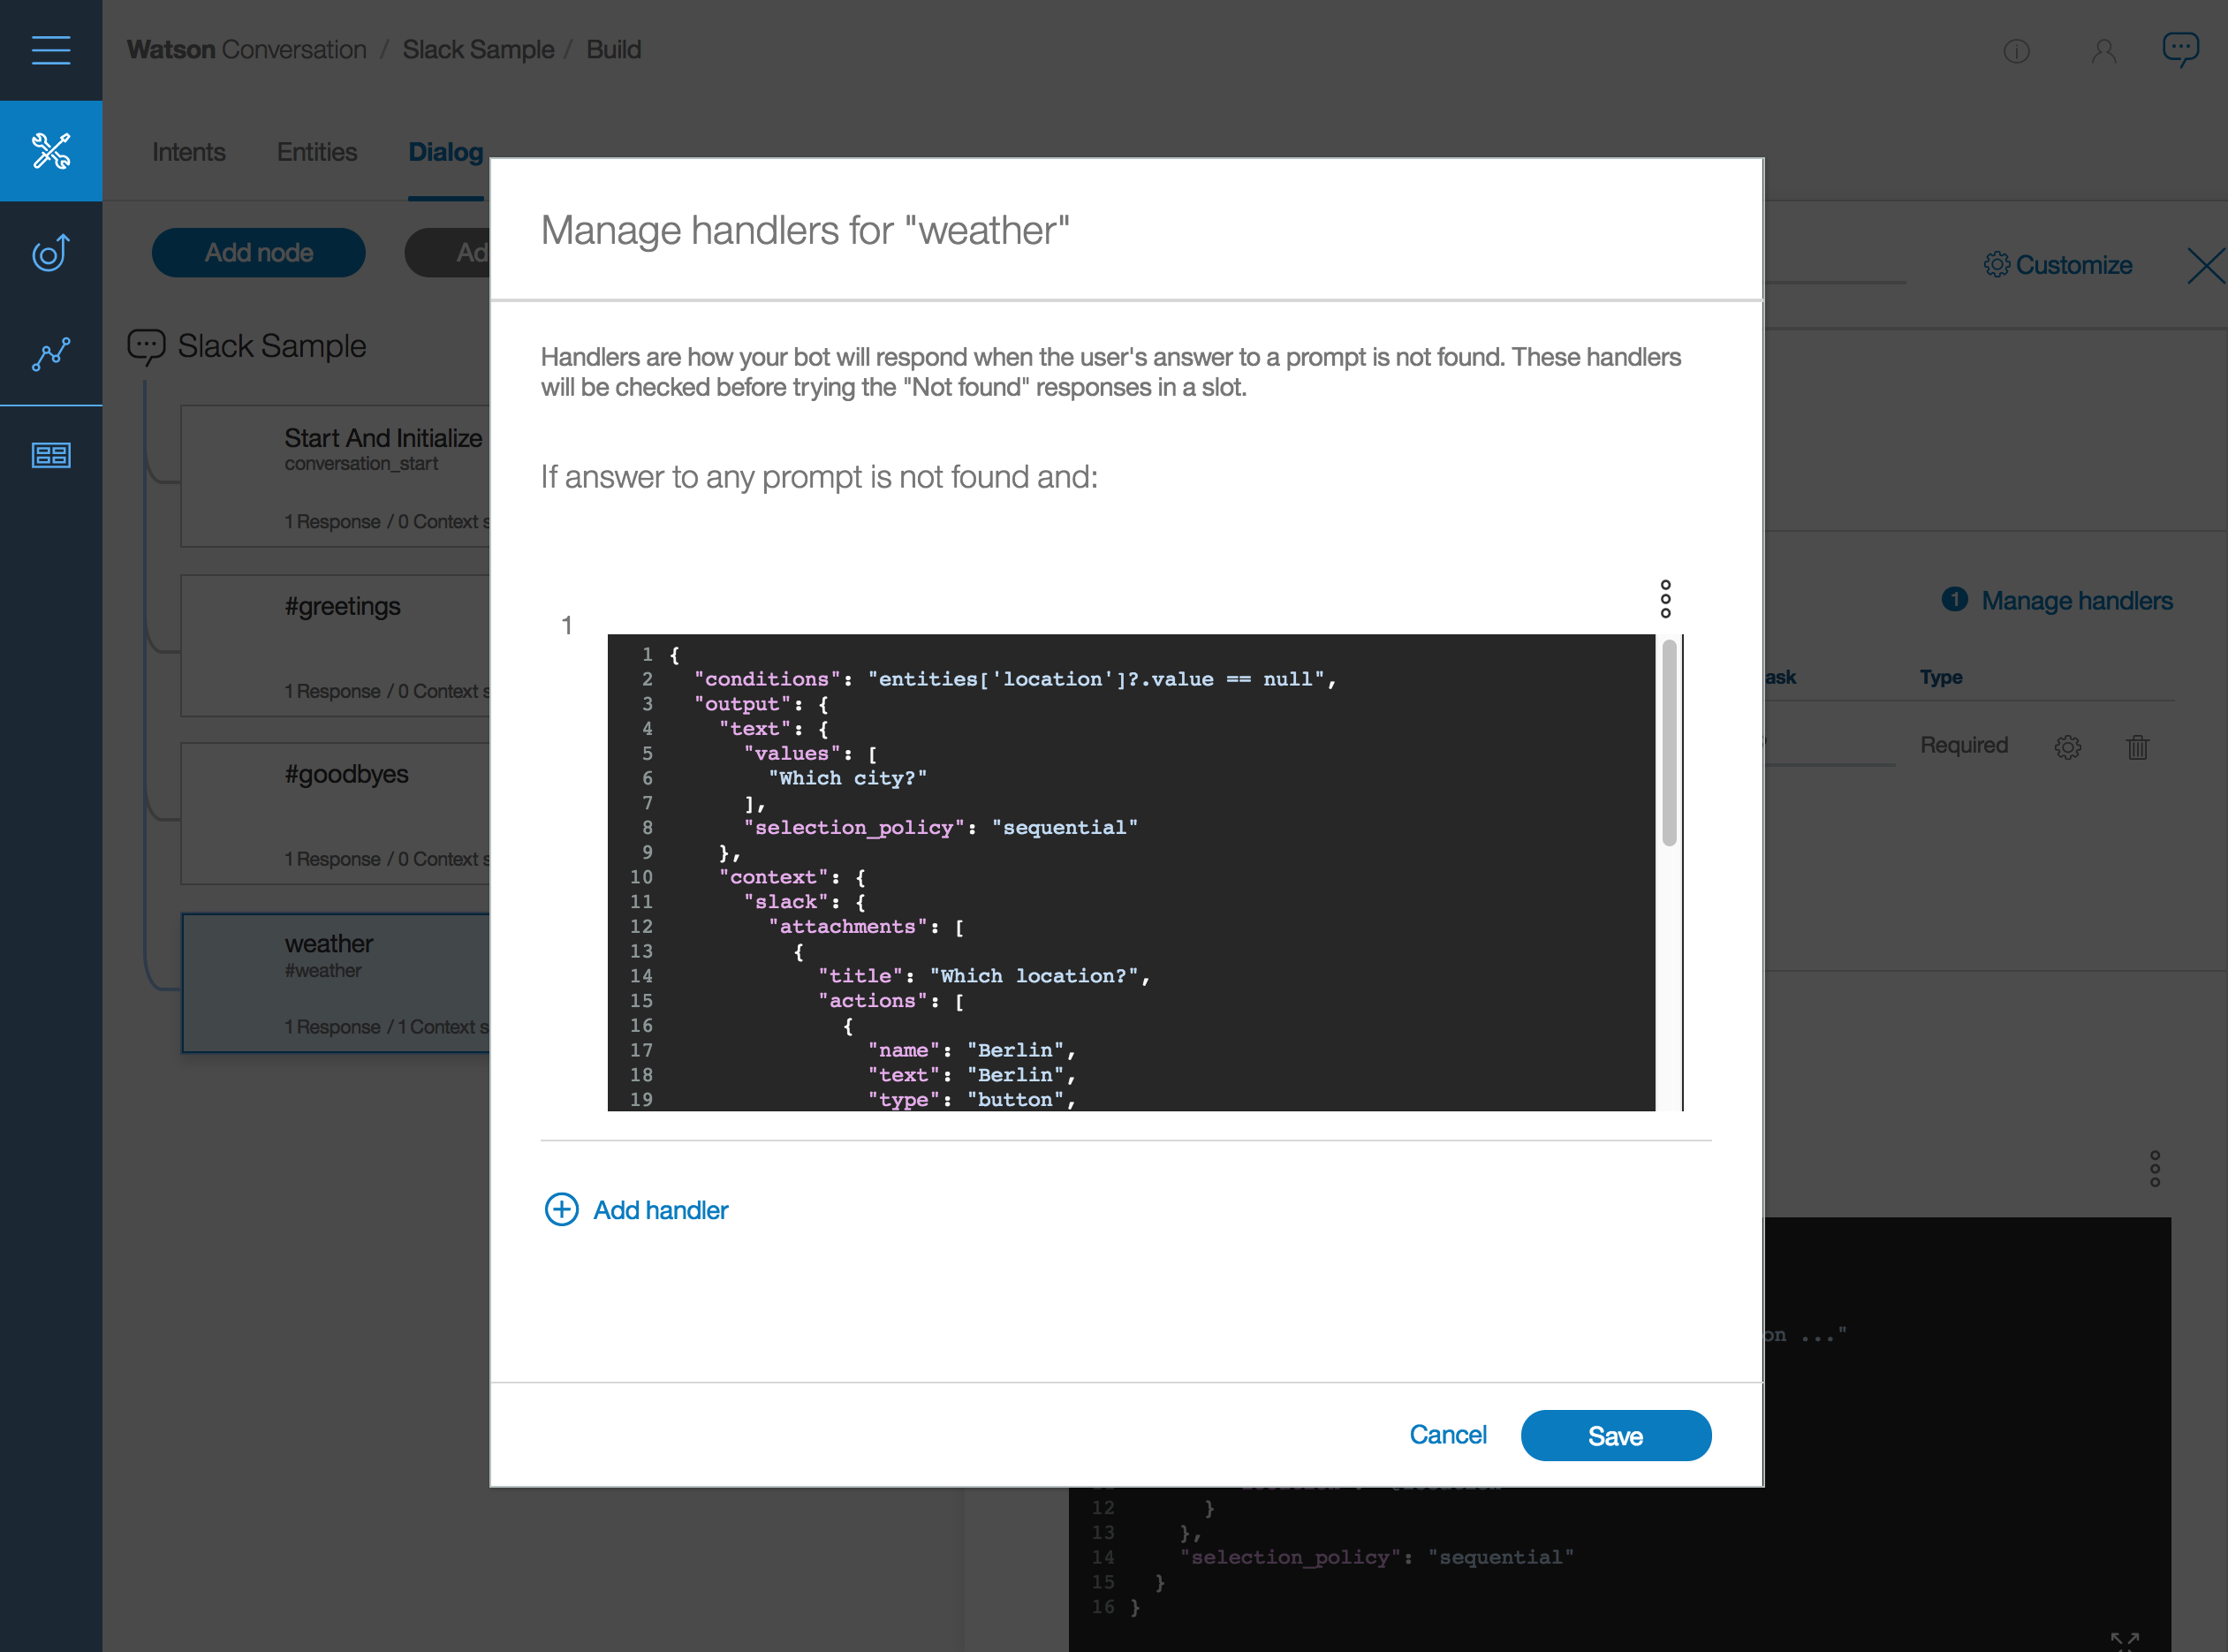 Watson Conversation / Slack Sample / Build
Intents Entities Dialog
Add node Ad
Slack Sample
Start And Initialize
conversation_start
1 Response / 0 Context s
#greetings
1 Response / 0 Context s
#goodbyes
1 Response / 0 Context s
weather
#weather
1 Response / 1 Context s
Manage handlers for "weather"
Handlers are how your bot will respond when the user's answer to a prompt is not found. These handlers
will be checked before trying the "Not found" responses in a slot.
If answer to any prompt is not found and:
1
1 {
2 "conditions": "entities['location']?.value == null",
3 "output": {
4 "text": {
5 "values": [
6 "Which city?"
7 ],
8 "selection_policy": "sequential"
9 },
10 "context": {
11 "slack": {
12 "attachments": [
13 {
14 "title": "Which location?",
15 "actions": [
16 {
17 "name": "Berlin",
18 "text": "Berlin",
19 "type": "button",
Add handler
Cancel Save
Customize
1 Manage handlers
ask Type
Required
on ..."
12 }
13 },
14 "selection_policy": "sequential"
15 }
16 }